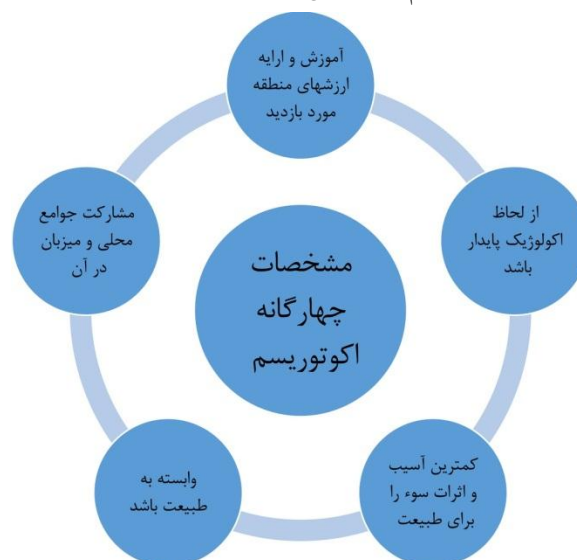 آموزش و ارایه
ارزشهای منطقه
مورد بازدید
از لحاظ
اکولوژیک پایدار
باشد
کمترین آسیب
و اثرات سوء را
برای طبیعت
وابسته به
طبیعت باشد
مشارکت جوامع
محلی و میزبان
در آن
مشخصات
چهارگانه
اکوتوریسم